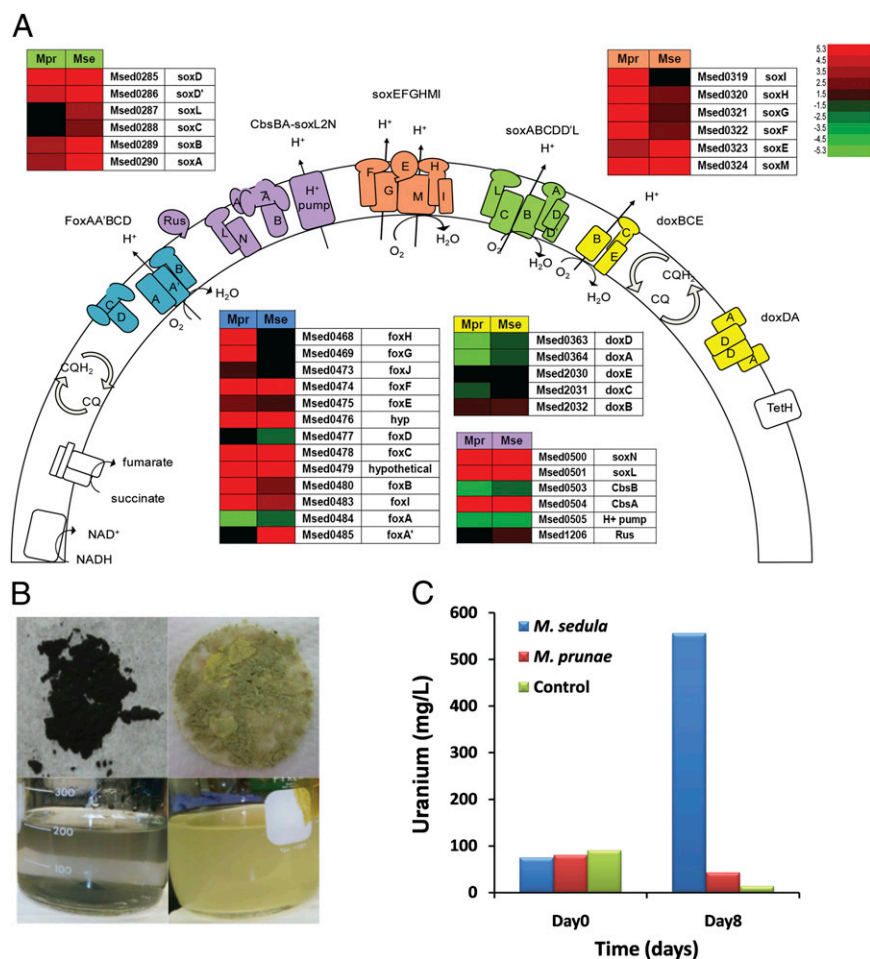 A
Mpr Mse
Msed0285 soxD
Msed0286 soxD'
Msed0287 soxL
Msed0288 soxC
Msed0289 soxB
Msed0290 soxA
Mpr Mse
Msed0319 soxI
Msed0320 soxH
Msed0321 soxG
Msed0322 soxF
Msed0323 soxE
Msed0324 soxM
5.3
4.5
3.5
2.5
1.5
-1.5
-2.5
-3.5
-4.5
-5.3
soxEFGHMI
H+ H+
F E H
G M I
O2 H2O
CbsBA-soxL2N
H+
A A
L N B
H+
pump
soxABCDD'L
H+
L A
C B D
D'
O2 H2O
doxBCE
H+
B C
E
O2 H2O
CQH2
CQ
doxDA
A
D
D
A
TetH
FoxAA'BCD
Rus
H+
C D
B
A A'
O2 H2O
CQH2
CQ
fumarate
succinate
NAD+
NADH
Mpr Mse
Msed0468 foxH
Msed0469 foxG
Msed0473 foxJ
Msed0474 foxF
Msed0475 foxE
Msed0476 hyp
Msed0477 foxD
Msed0478 foxC
Msed0479 hypothetical
Msed0480 foxB
Msed0483 foxI
Msed0484 foxA
Msed0485 foxA'
Mpr Mse
Msed0363 doxD
Msed0364 doxA
Msed2030 doxE
Msed2031 doxC
Msed2032 doxB
Mpr Mse
Msed0500 soxN
Msed0501 soxL
Msed0503 CbsB
Msed0504 CbsA
Msed0505 H+ pump
Msed1206 Rus
B
300
200
100
C
Uranium (mg/L)
600
500
400
300
200
100
0
M. sedula
M. prunae
Control
Day0 Day8
Time (days)